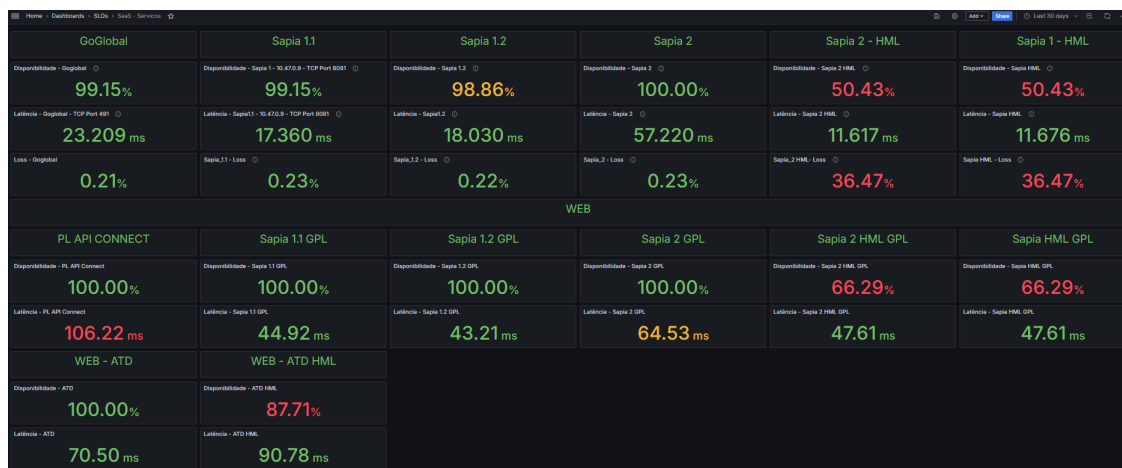 Home › Dashboards › SLOs › SaaS - Servicos
Add
Share
Last 30 days
GoGlobal
Sapia 1.1
Sapia 1.2
Sapia 2
Sapia 2 - HML
Sapia 1 - HML
Disponibilidade - Goglobal
Disponibilidade - Sapia 1 - 10.47.0.9 - TCP Port 8081
Disponibilidade - Sapia 1.2
Disponibilidade - Sapia 2
Disponibilidade - Sapia 2 HML
Disponibilidade - Sapia HML
99.15%
99.15%
98.86%
100.00%
50.43%
50.43%
Latência - Goglobal - TCP Port 491
Latência - Sapia1.1 - 10.47.0.9 - TCP Port 8081
Latência - Sapia1.2
Latência - Sapia 2
Latência - Sapia 2 HML
Latência - Sapia HML
23.209 ms
17.360 ms
18.030 ms
57.220 ms
11.617 ms
11.676 ms
Loss - Goglobal
Sapia_1.1 - Loss
Sapia_1.2 - Loss
Sapia_2 - Loss
Sapia_2 HML- Loss
Sapia HML - Loss
0.21%
0.23%
0.22%
0.23%
36.47%
36.47%
WEB
PL API CONNECT
Sapia 1.1 GPL
Sapia 1.2 GPL
Sapia 2 GPL
Sapia 2 HML GPL
Sapia HML GPL
Disponibilidade - PL API Connect
Disponibilidade - Sapia 1.1 GPL
Disponibilidade - Sapia 1.2 GPL
Disponibilidade - Sapia 2 GPL
Disponibilidade - Sapia 2 HML GPL
Disponibilidade - Sapia HML GPL
100.00%
100.00%
100.00%
100.00%
66.29%
66.29%
Latência - PL API Connect
Latência - Sapia 1.1 GPL
Latência - Sapia 1.2 GPL
Latência - Sapia 2 GPL
Latência - Sapia 2 HML GPL
Latência - Sapia HML GPL
106.22 ms
44.92 ms
43.21 ms
64.53 ms
47.61 ms
47.61 ms
WEB - ATD
WEB - ATD HML
Disponibilidade - ATD
Disponibilidade - ATD HML
100.00%
87.71%
Latência - ATD
Latência - ATD HML
70.50 ms
90.78 ms